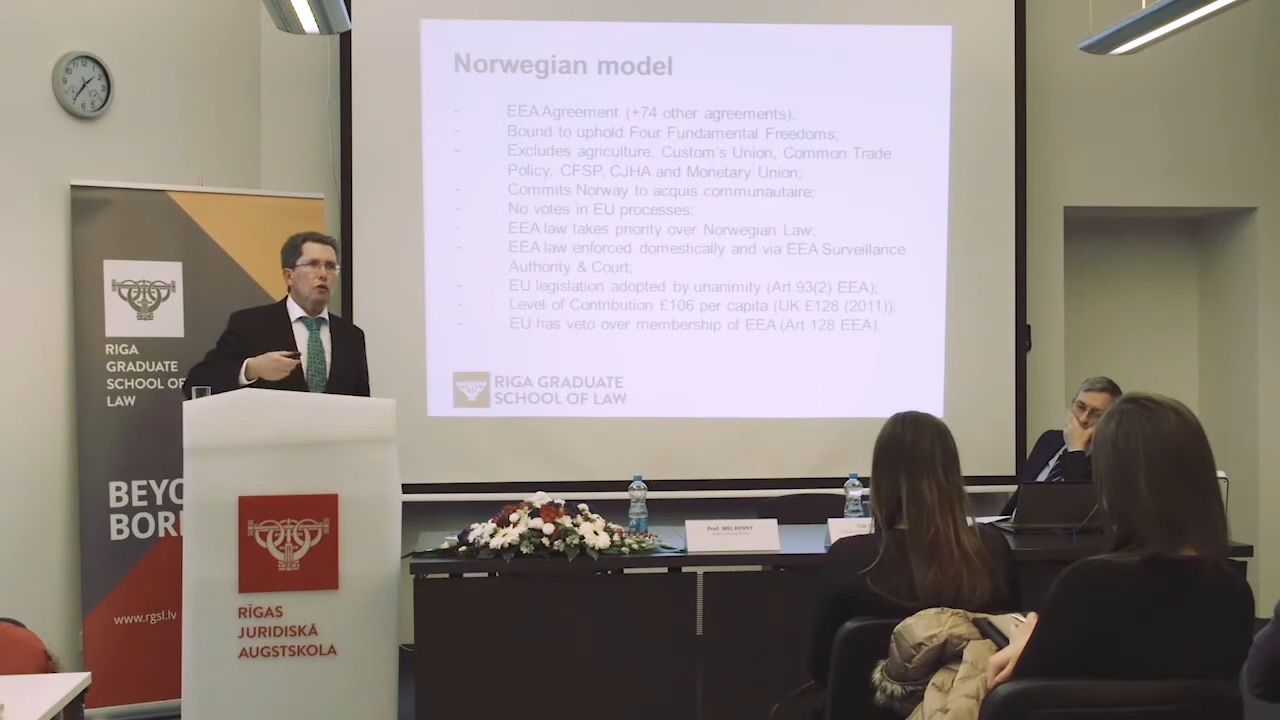 Norwegian model
- EEA Agreement (+74 other agreements);
- Bound to uphold Four Fundamental Freedoms;
- Excludes agriculture, Custom's Union, Common Trade
Policy, CFSP, CJHA and Monetary Union;
- Commits Norway to acquis communautaire;
- No votes in EU processes;
- EEA law takes priority over Norwegian Law;
- EEA law enforced domestically and via EEA Surveillance
Authority & Court;
- EU legislation adopted by unanimity (Art 93(2) EEA);
- Level of Contribution £106 per capita (UK £128 (2011));
- EU has veto over membership of EEA (Art 128 EEA)
RIGA GRADUATE
SCHOOL OF LAW
RIGA
GRADUATE
SCHOOL OF
LAW
BEYO
BOR
www.rgsl.lv
RĪGAS
JURIDISKĀ
AUGSTSKOLA
Prof. MEL KENNY